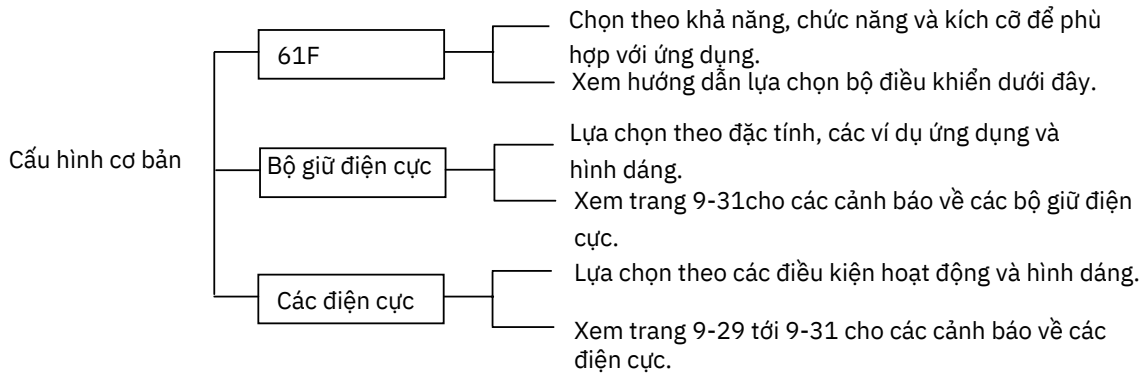 Chọn theo khả năng, chức năng và kích cỡ để phù
hợp với ứng dụng.
61F
Xem hướng dẫn lựa chọn bộ điều khiển dưới đây.
Lựa chọn theo đặc tính, các ví dụ ứng dụng và
hình dáng.
Cấu hình cơ bản
Bộ giữ điện cực
Xem trang 9-31cho các cảnh báo về các bộ giữ điện
cực.
Lựa chọn theo các điều kiện hoạt động và hình dáng.
Các điện cực
Xem trang 9-29 tới 9-31 cho các cảnh báo về các
điện cực.